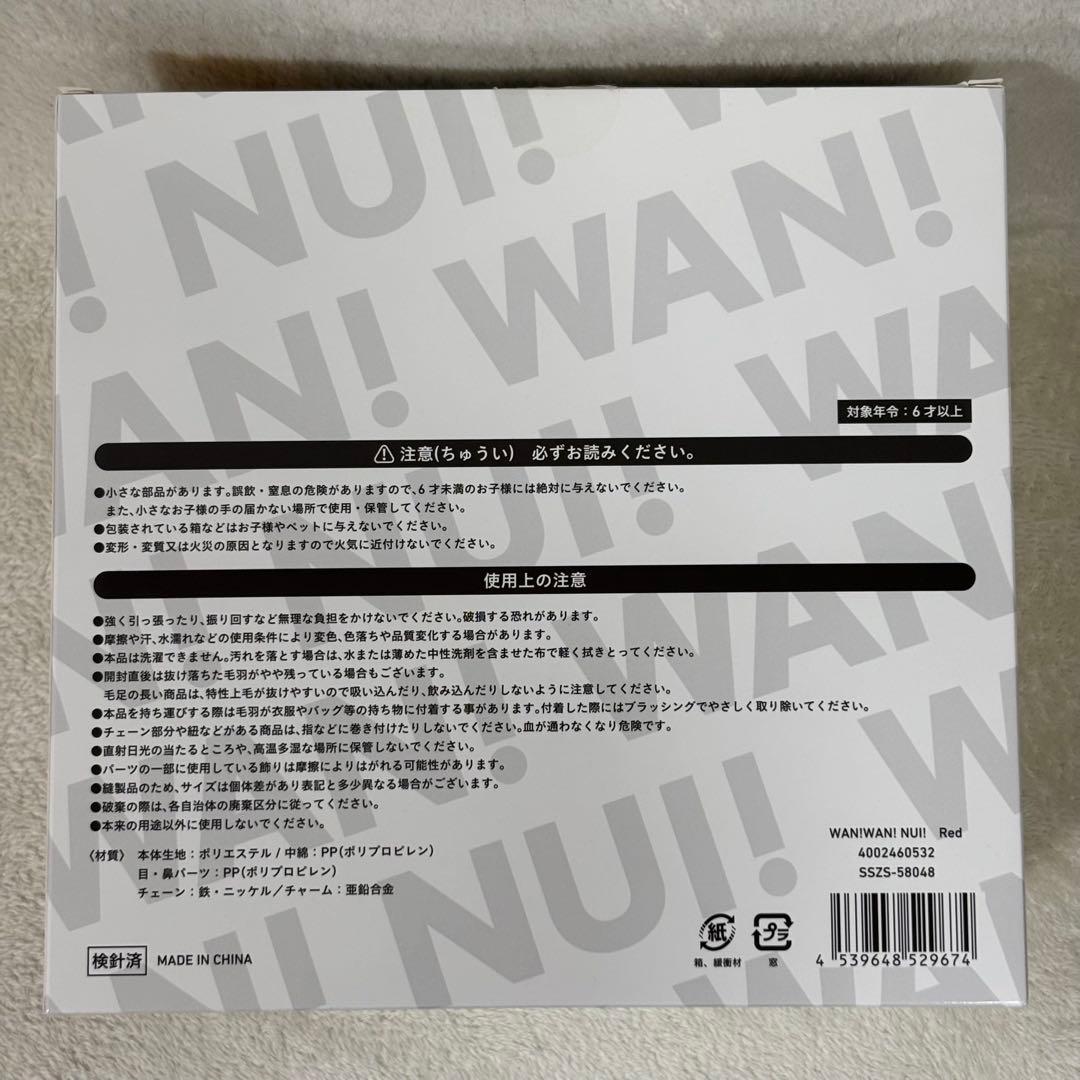 NUI! WAN!
! NUI! WAN!
AN! WAN! W
対象年令：6才以上
⚠注意(ちゅうい)　必ずお読みください。
●小さな部品があります。誤飲・窒息の危険がありますので、6才未満のお子様には絶対に与えないでください。
また、小さなお子様の手の届かない場所で使用・保管してください。
●包装されている箱などはお子様やペットに与えないでください。
●変形・変質又は火災の原因となりますので火気に近付けないでください。
使用上の注意
●強く引っ張ったり、振り回すなど無理な負担をかけないでください。破損する恐れがあります。
●摩擦や汗、水濡れなどの使用条件により変色、色落ちや品質変化する場合があります。
●本品は洗濯できません。汚れを落とす場合は、水または薄めた中性洗剤を含ませた布で軽く拭きとってください。
●開封直後は抜け落ちた毛羽がやや残っている場合もございます。
毛足の長い商品は、特性上毛が抜けやすいので吸い込んだり、飲み込んだりしないように注意してください。
●本品を持ち運びする際は毛羽が衣服やバッグ等の持ち物に付着する事があります。付着した際にはブラッシングでやさしく取り除いてください。
●チェーン部分や紐などがある商品は、指などに巻き付けたりしないでください。血が通わなくなり危険です。
●直射日光の当たるところや、高温多湿な場所に保管しないでください。
●パーツの一部に使用している飾りは摩擦によりはがれる可能性があります。
●縫製品のため、サイズは個体差があり表記と多少異なる場合がございます。
●破棄の際は、各自治体の廃棄区分に従ってください。
●本来の用途以外に使用しないでください。
〈材質〉 本体生地：ポリエステル / 中綿：PP(ポリプロピレン)
目・鼻パーツ：PP(ポリプロピレン)
チェーン：鉄・ニッケル／チャーム：亜鉛合金
WAN!WAN! NUI!　Red
4002460532
SSZS-58048
検針済 MADE IN CHINA
紙 プラ
箱、緩衝材 窓
4 539648 529674